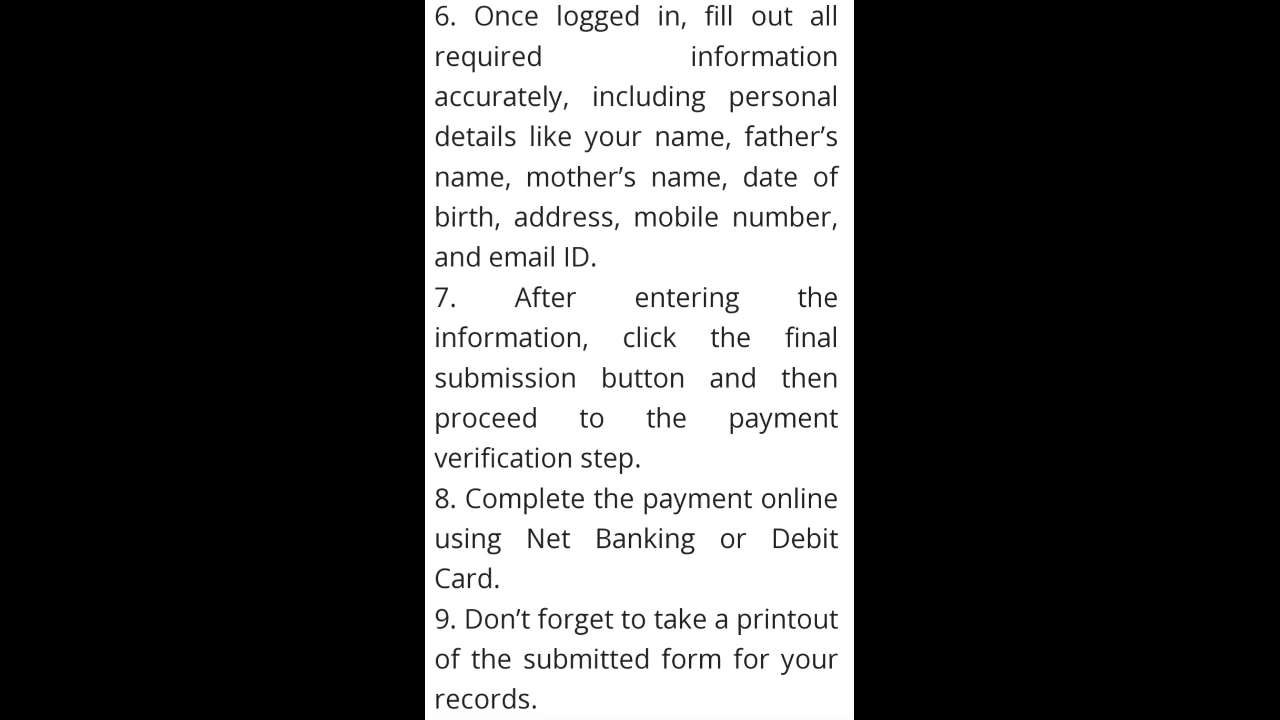 6. Once logged in, fill out all
required information
accurately, including personal
details like your name, father’s
name, mother’s name, date of
birth, address, mobile number,
and email ID.
7. After entering the
information, click the final
submission button and then
proceed to the payment
verification step.
8. Complete the payment online
using Net Banking or Debit
Card.
9. Don’t forget to take a printout
of the submitted form for your
records.